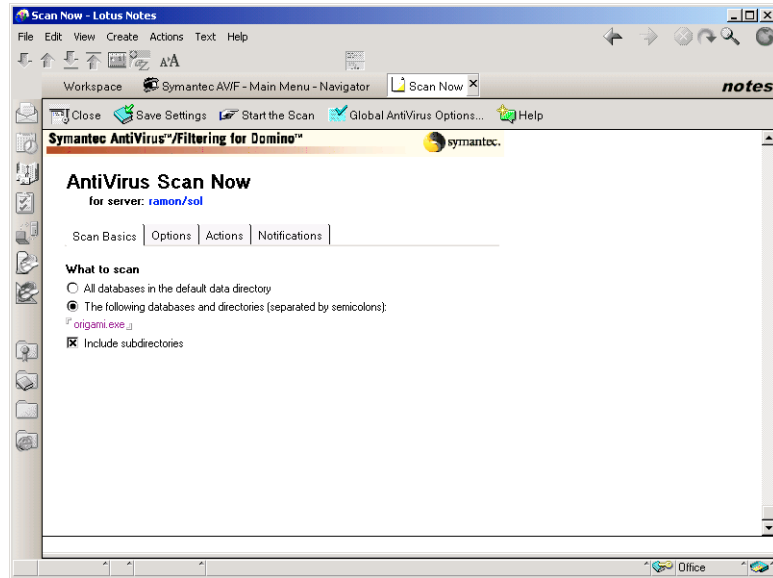 Scan Now - Lotus Notes
File Edit View Create Actions Text Help
Workspace Symantec AV/F - Main Menu - Navigator Scan Now
notes
Close Save Settings Start the Scan Global AntiVirus Options... Help
Symantec AntiVirus™/Filtering for Domino™
symantec.
AntiVirus Scan Now
for server: ramon/sol
Scan Basics Options Actions Notifications
What to scan
All databases in the default data directory
The following databases and directories (separated by semicolons):
origami.exe
Include subdirectories
Office